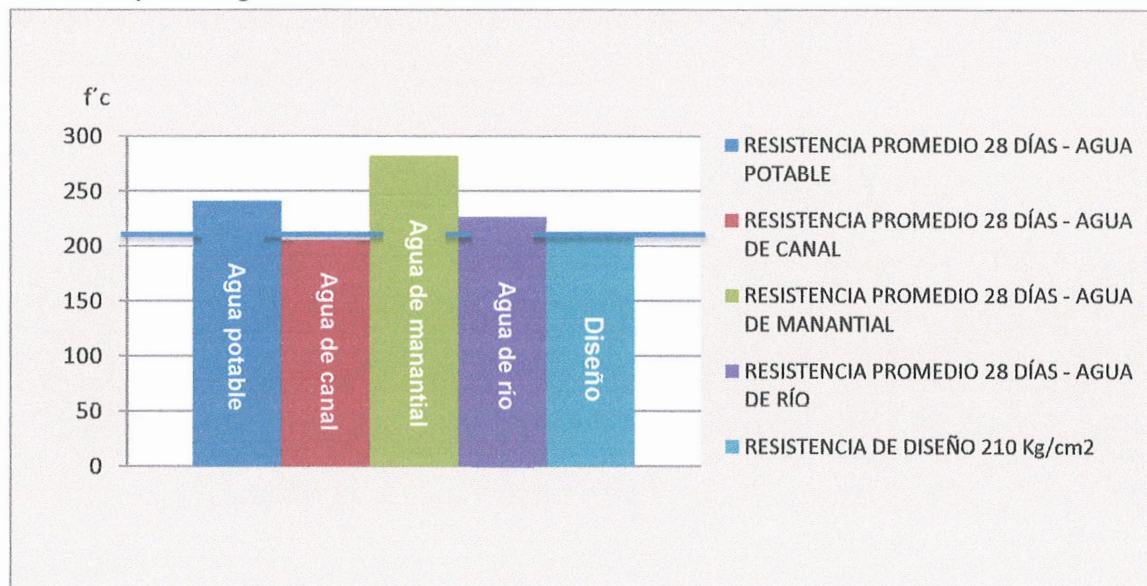 f'c
300
250
200
150
100
50
0
Agua potable
Agua de canal
Agua de manantial
Agua de río
Diseño
RESISTENCIA PROMEDIO 28 DÍAS - AGUA
POTABLE
RESISTENCIA PROMEDIO 28 DÍAS - AGUA
DE CANAL
RESISTENCIA PROMEDIO 28 DÍAS - AGUA
DE MANANTIAL
RESISTENCIA PROMEDIO 28 DÍAS - AGUA
DE RÍO
RESISTENCIA DE DISEÑO 210 Kg/cm2